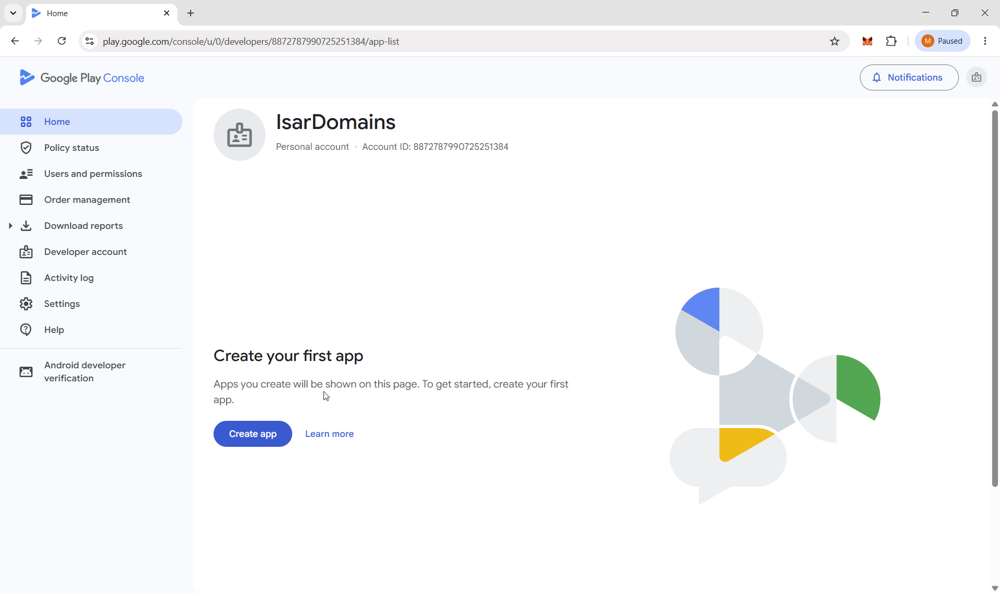 Home
play.google.com/console/u/0/developers/8872787990725251384/app-list
M Paused
Google Play Console
Notifications
Home
Policy status
Users and permissions
Order management
Download reports
Developer account
Activity log
Settings
Help
Android developer
verification
IsarDomains
Personal account • Account ID: 8872787990725251384
Create your first app
Apps you create will be shown on this page. To get started, create your first
app.
Create app
Learn more